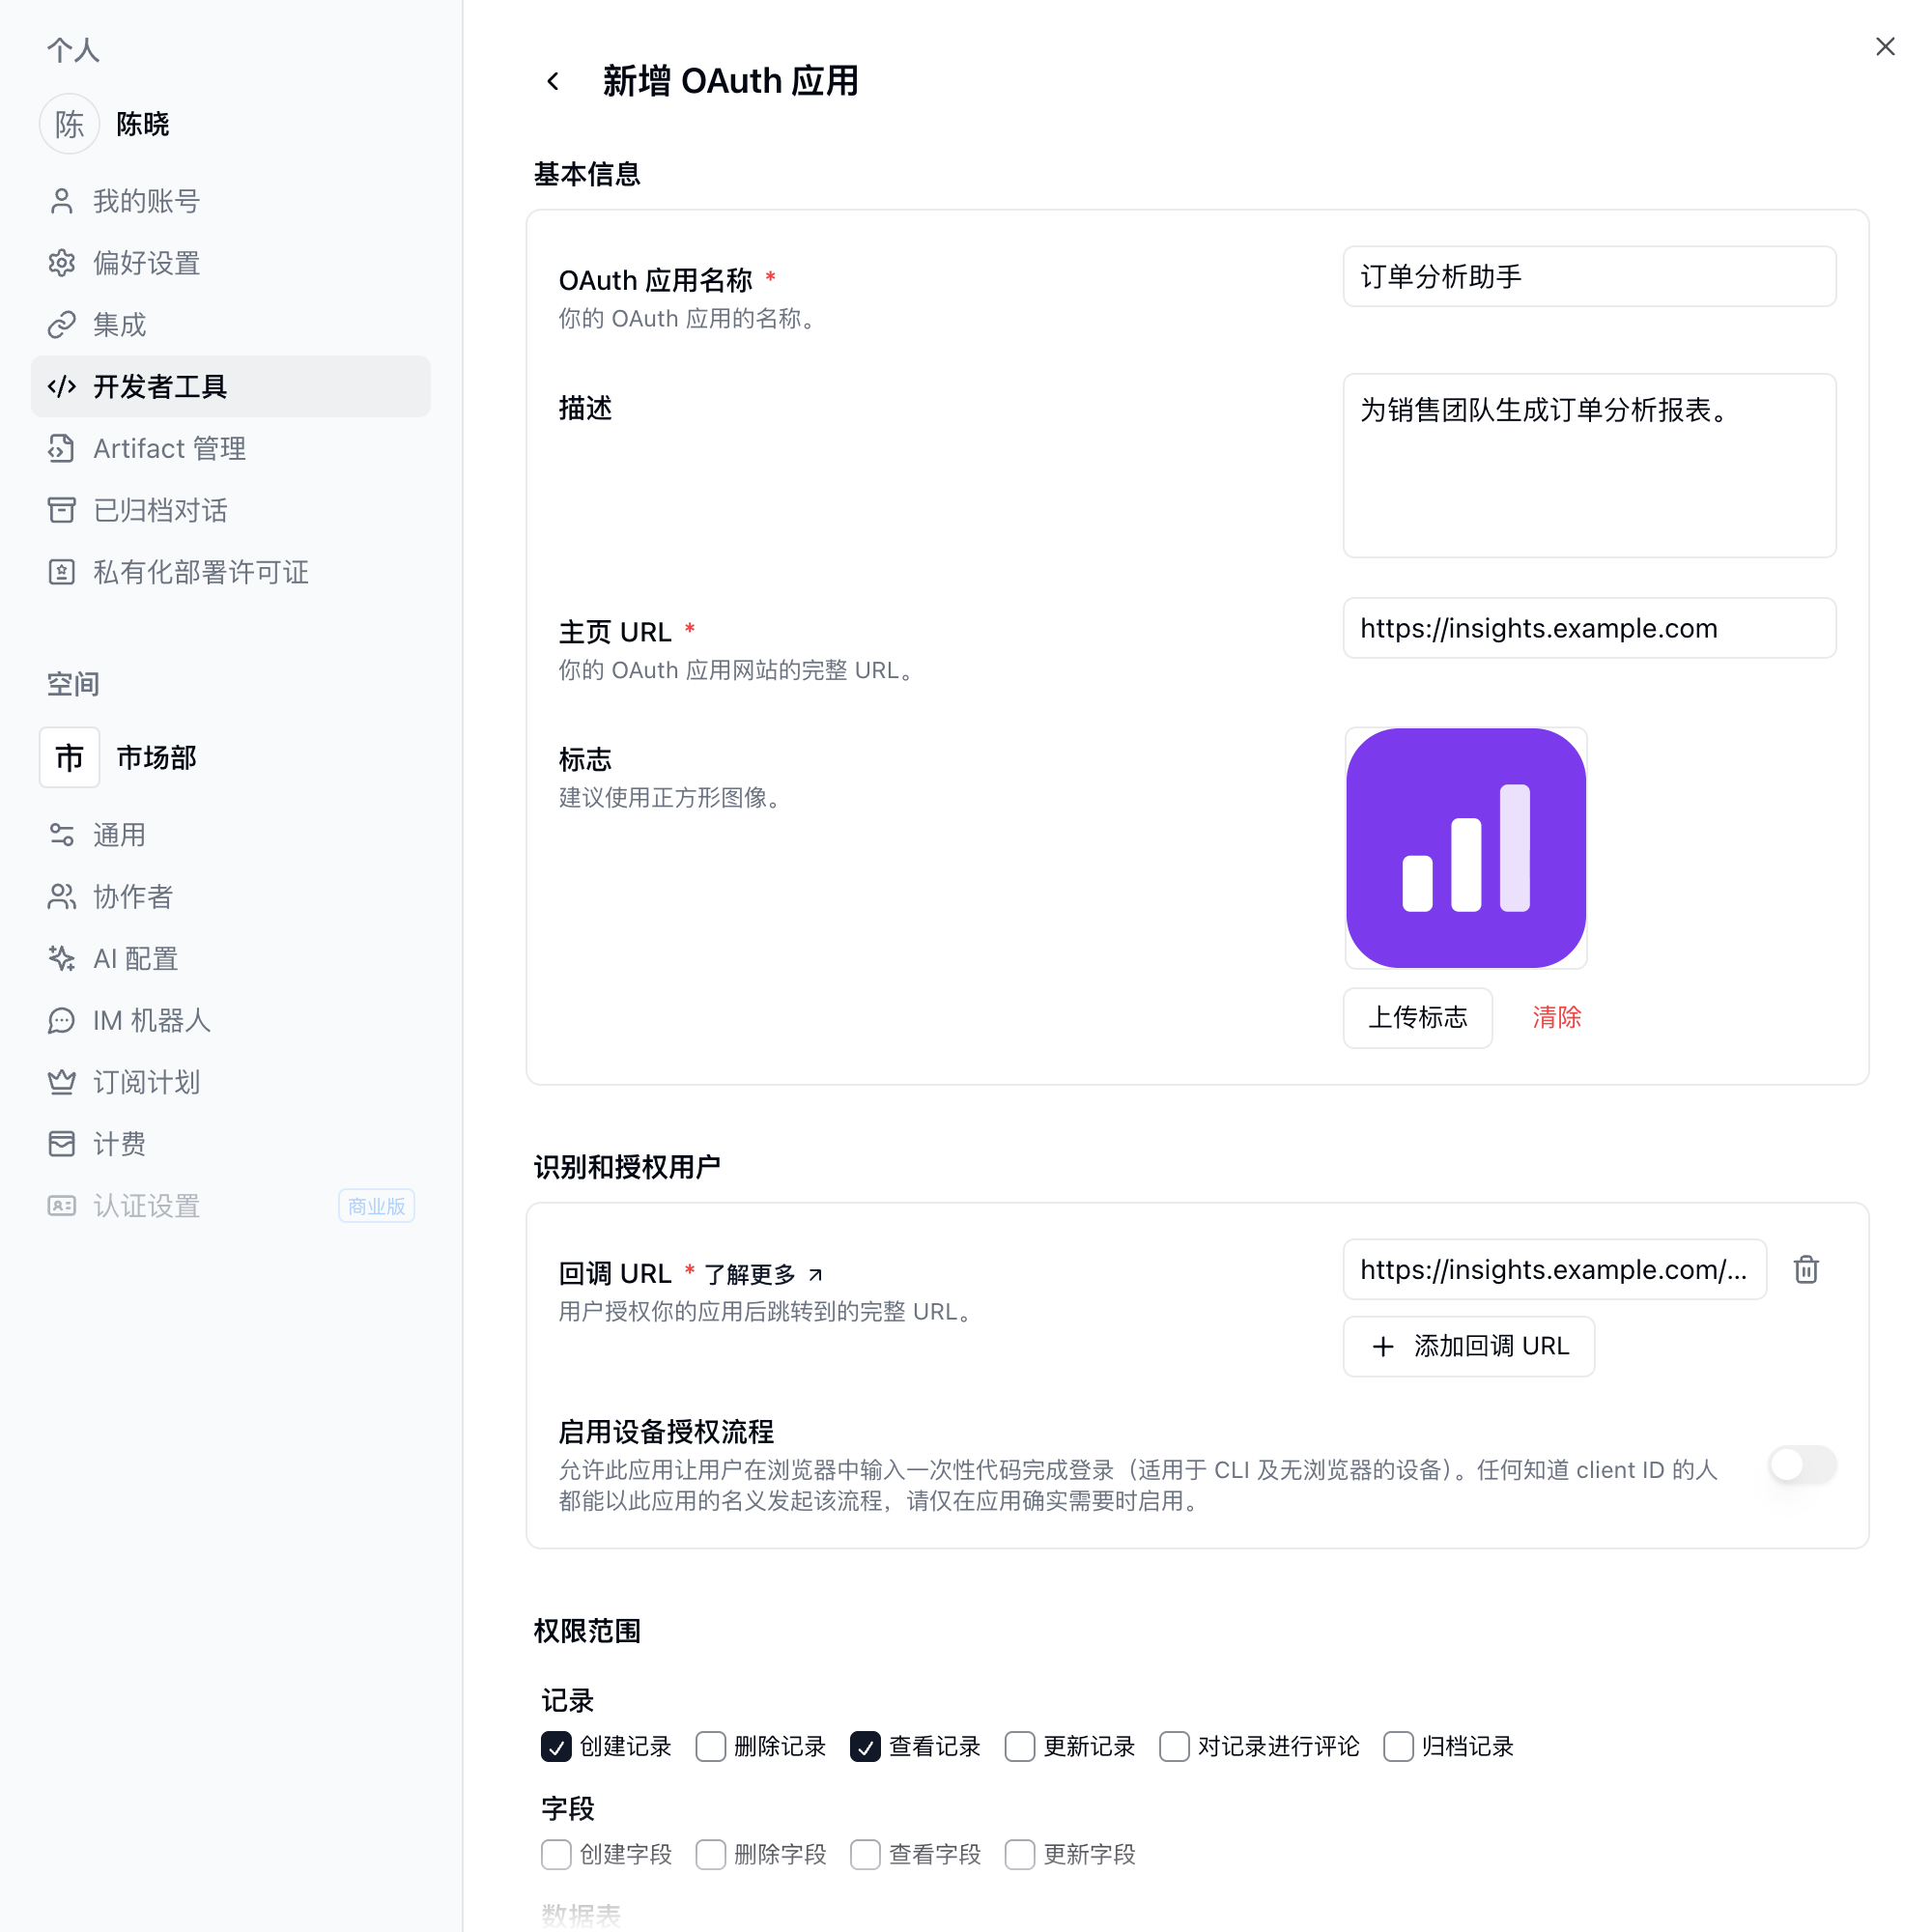 个人
陈 陈晓
我的账号
偏好设置
集成
开发者工具
Artifact 管理
已归档对话
私有化部署许可证
空间
市 市场部
通用
协作者
AI 配置
IM 机器人
订阅计划
计费
认证设置 商业版
新增 OAuth 应用
基本信息
OAuth 应用名称 *
你的 OAuth 应用的名称。
订单分析助手
描述
为销售团队生成订单分析报表。
主页 URL *
你的 OAuth 应用网站的完整 URL。
https://insights.example.com
标志
建议使用正方形图像。
上传标志 清除
识别和授权用户
回调 URL * 了解更多
用户授权你的应用后跳转到的完整 URL。
https://insights.example.com/...
添加回调 URL
启用设备授权流程
允许此应用让用户在浏览器中输入一次性代码完成登录（适用于 CLI 及无浏览器的设备）。任何知道 client ID 的人
都能以此应用的名义发起该流程，请仅在应用确实需要时启用。
权限范围
记录
创建记录 删除记录 查看记录 更新记录 对记录进行评论 归档记录
字段
创建字段 删除字段 查看字段 更新字段
数据表